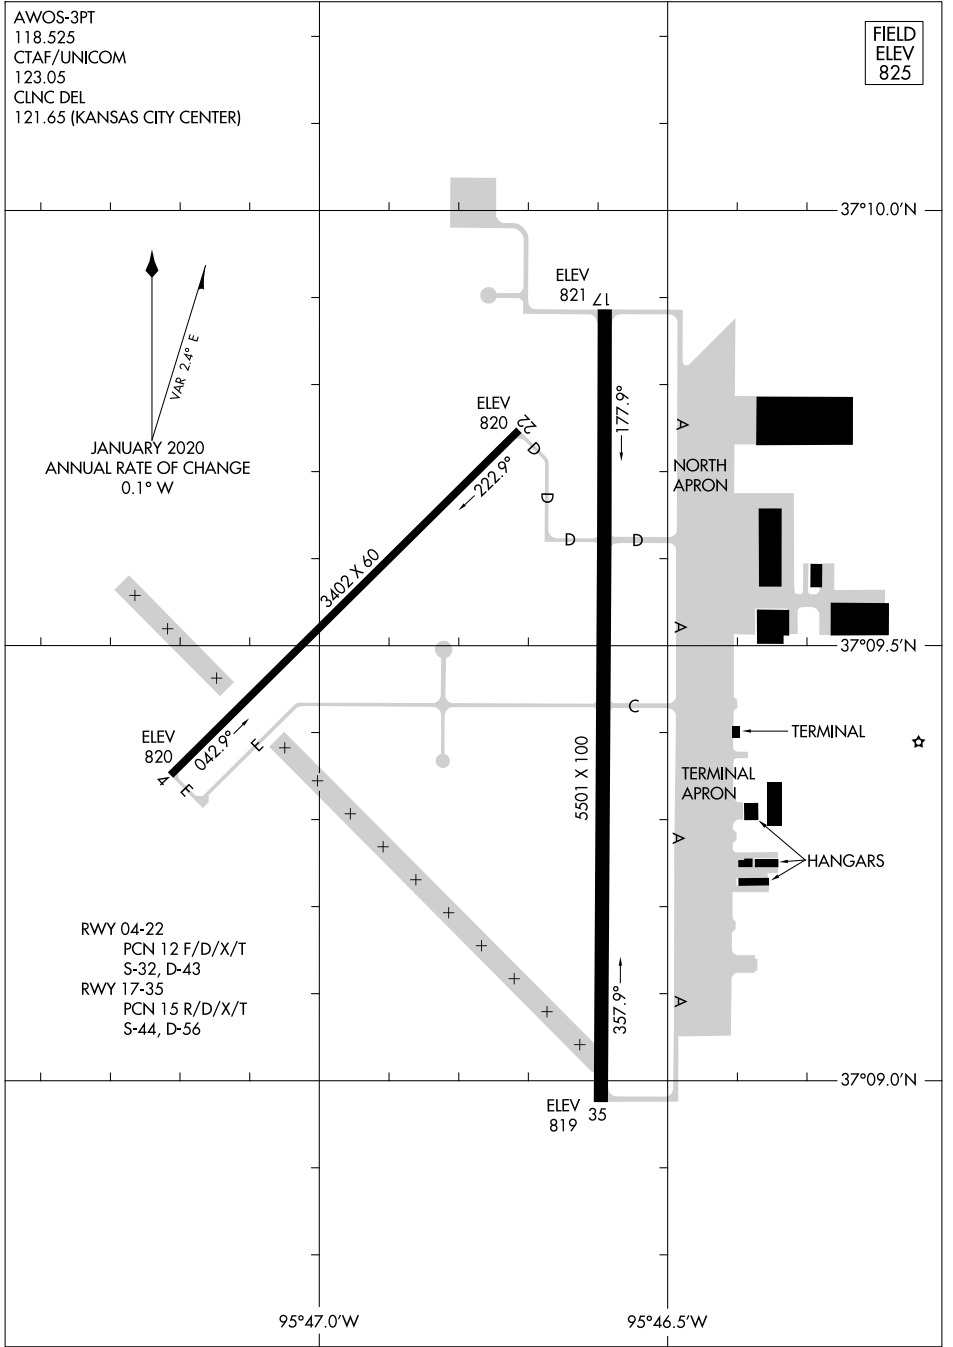 AWOS-3PT
118.525
CTAF/UNICOM
123.05
CLNC DEL
121.65 (KANSAS CITY CENTER)
FIELD
ELEV
825
37°10.0'N
VAR 2.4° E
JANUARY 2020
ANNUAL RATE OF CHANGE
0.1° W
ELEV
821
17
177.9°
ELEV
820
22
222.9°
D
D
D
D
A
NORTH
APRON
3402 X 60
A
37°09.5'N
C
ELEV
820
4
042.9°
E
E
5501 X 100
TERMINAL
TERMINAL
APRON
A
HANGARS
RWY 04-22
PCN 12 F/D/X/T
S-32, D-43
RWY 17-35
PCN 15 R/D/X/T
S-44, D-56
357.9°
A
37°09.0'N
ELEV
819
35
95°47.0'W
95°46.5'W